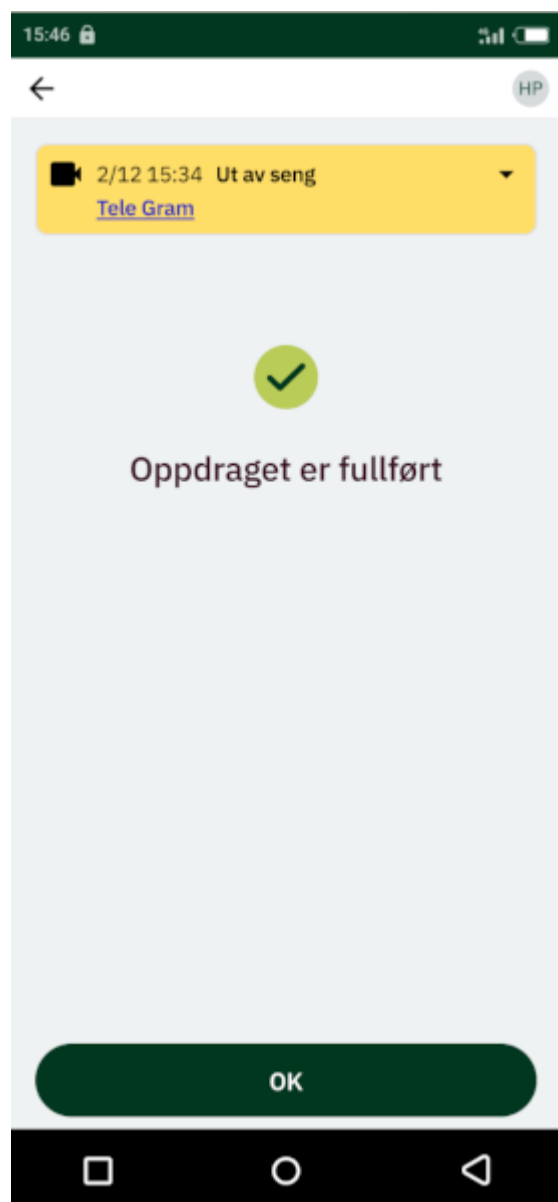 15:46
HP
2/12 15:34 Ut av seng
Tele Gram
Oppdraget er fullført
OK